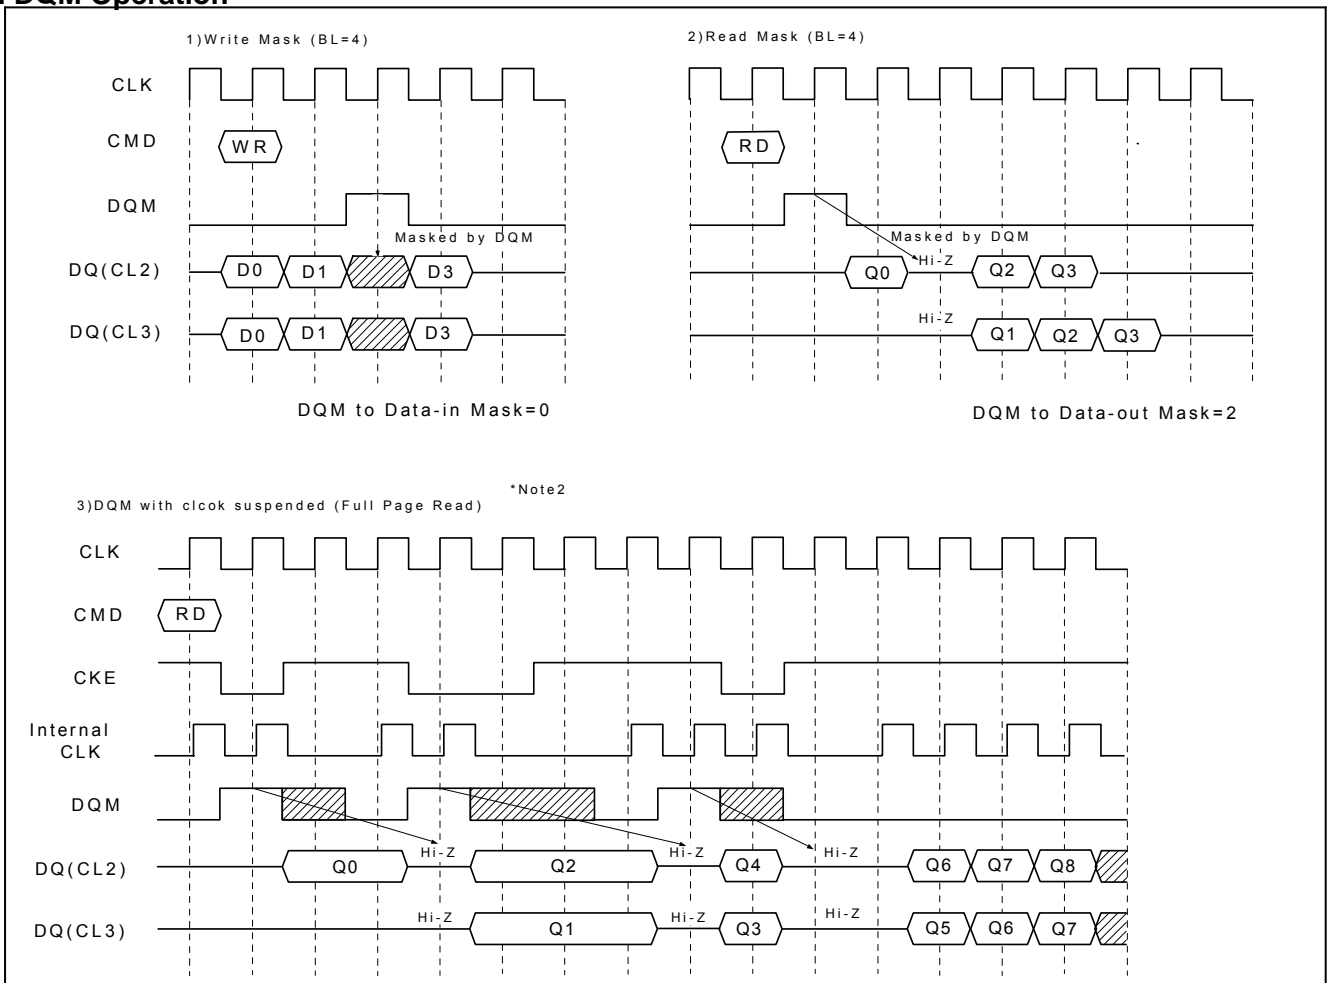 DQM Operation
1)Write Mask (BL=4)
2)Read Mask (BL=4)
CLK
CMD
WR
RD
DQM
Masked by DQM
Masked by DQM
DQ(CL2)
D0 D1 D3
Q0 Hi-Z Q2 Q3
DQ(CL3)
D0 D1 D3
Hi-Z Q1 Q2 Q3
DQM to Data-in Mask=0
DQM to Data-out Mask=2
*Note2
3)DQM with clcok suspended (Full Page Read)
CLK
CMD
RD
CKE
Internal
CLK
DQM
DQ(CL2)
Q0 Hi-Z Q2 Hi-Z Q4 Hi-Z Q6 Q7 Q8
DQ(CL3)
Hi-Z Q1 Hi-Z Q3 Hi-Z Q5 Q6 Q7